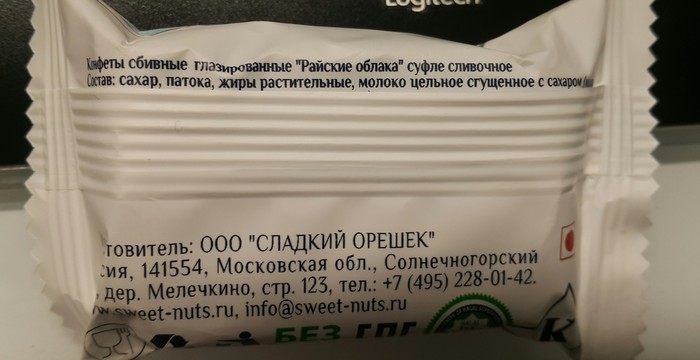 Logitech
Конфеты сбивные глазированные "Райские облака" суфле сливочное
Состав: сахар, патока, жиры растительные, молоко цельное сгущенное с сахаром
товитель: ООО "СЛАДКИЙ ОРЕШЕК"
сия, 141554, Московская обл., Солнечногорский
, дер. Мелечкино, стр. 123, тел.: +7 (495) 228-01-42.
w.sweet-nuts.ru, info@sweet-nuts.ru
БЕЗ ГМО
K